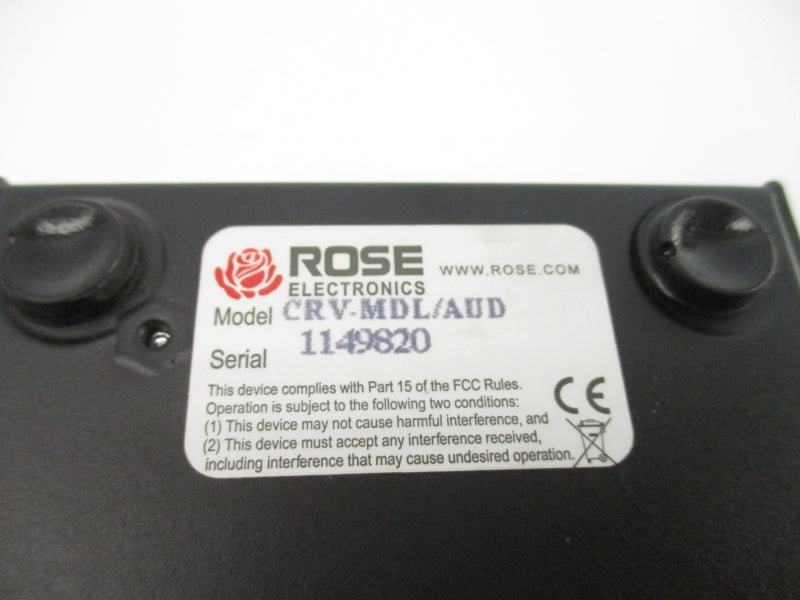 ROSE
ELECTRONICS
WWW.ROSE.COM
Model CRV-MDL/AUD
Serial 1149820
This device complies with Part 15 of the FCC Rules.
Operation is subject to the following two conditions:
(1) This device may not cause harmful interference, and
(2) This device must accept any interference received,
including interference that may cause undesired operation.
CE